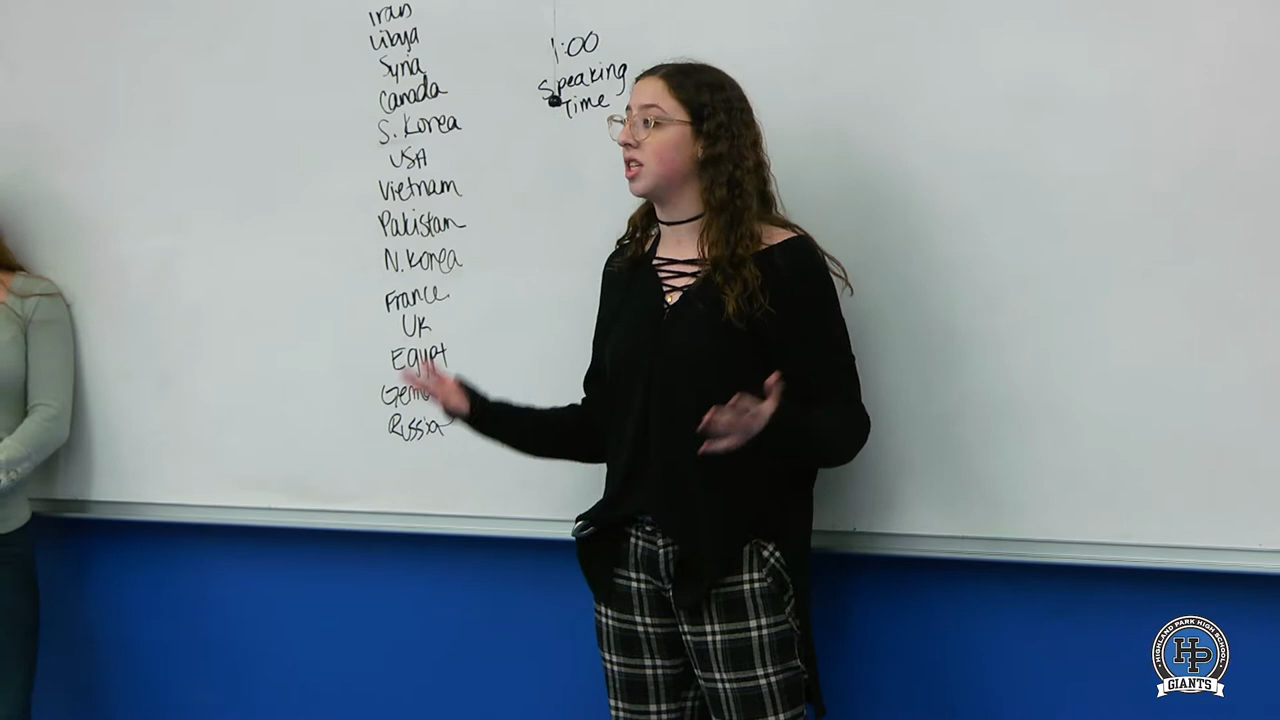 Iran
Libya
Syria
Canada
S. Korea
USA
Vietnam
Pakistan
N. Korea
France
UK
Egypt
Russia
1:00
Speaking
Time
HIGHLAND PARK HIGH SCHOOL
HP
GIANTS